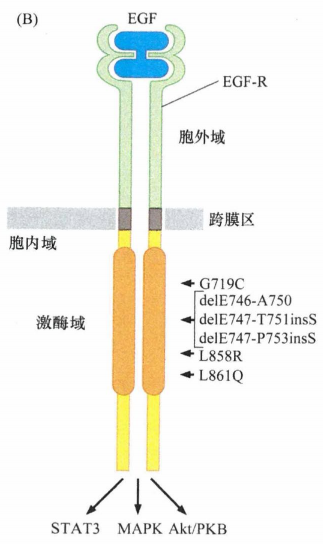 (B)
EGF
EGF-R
胞外域
跨膜区
胞内域
激酶域
G719C
delE746-A750
delE747-T751insS
delE747-P753insS
L858R
L861Q
STAT3 MAPK Akt/PKB